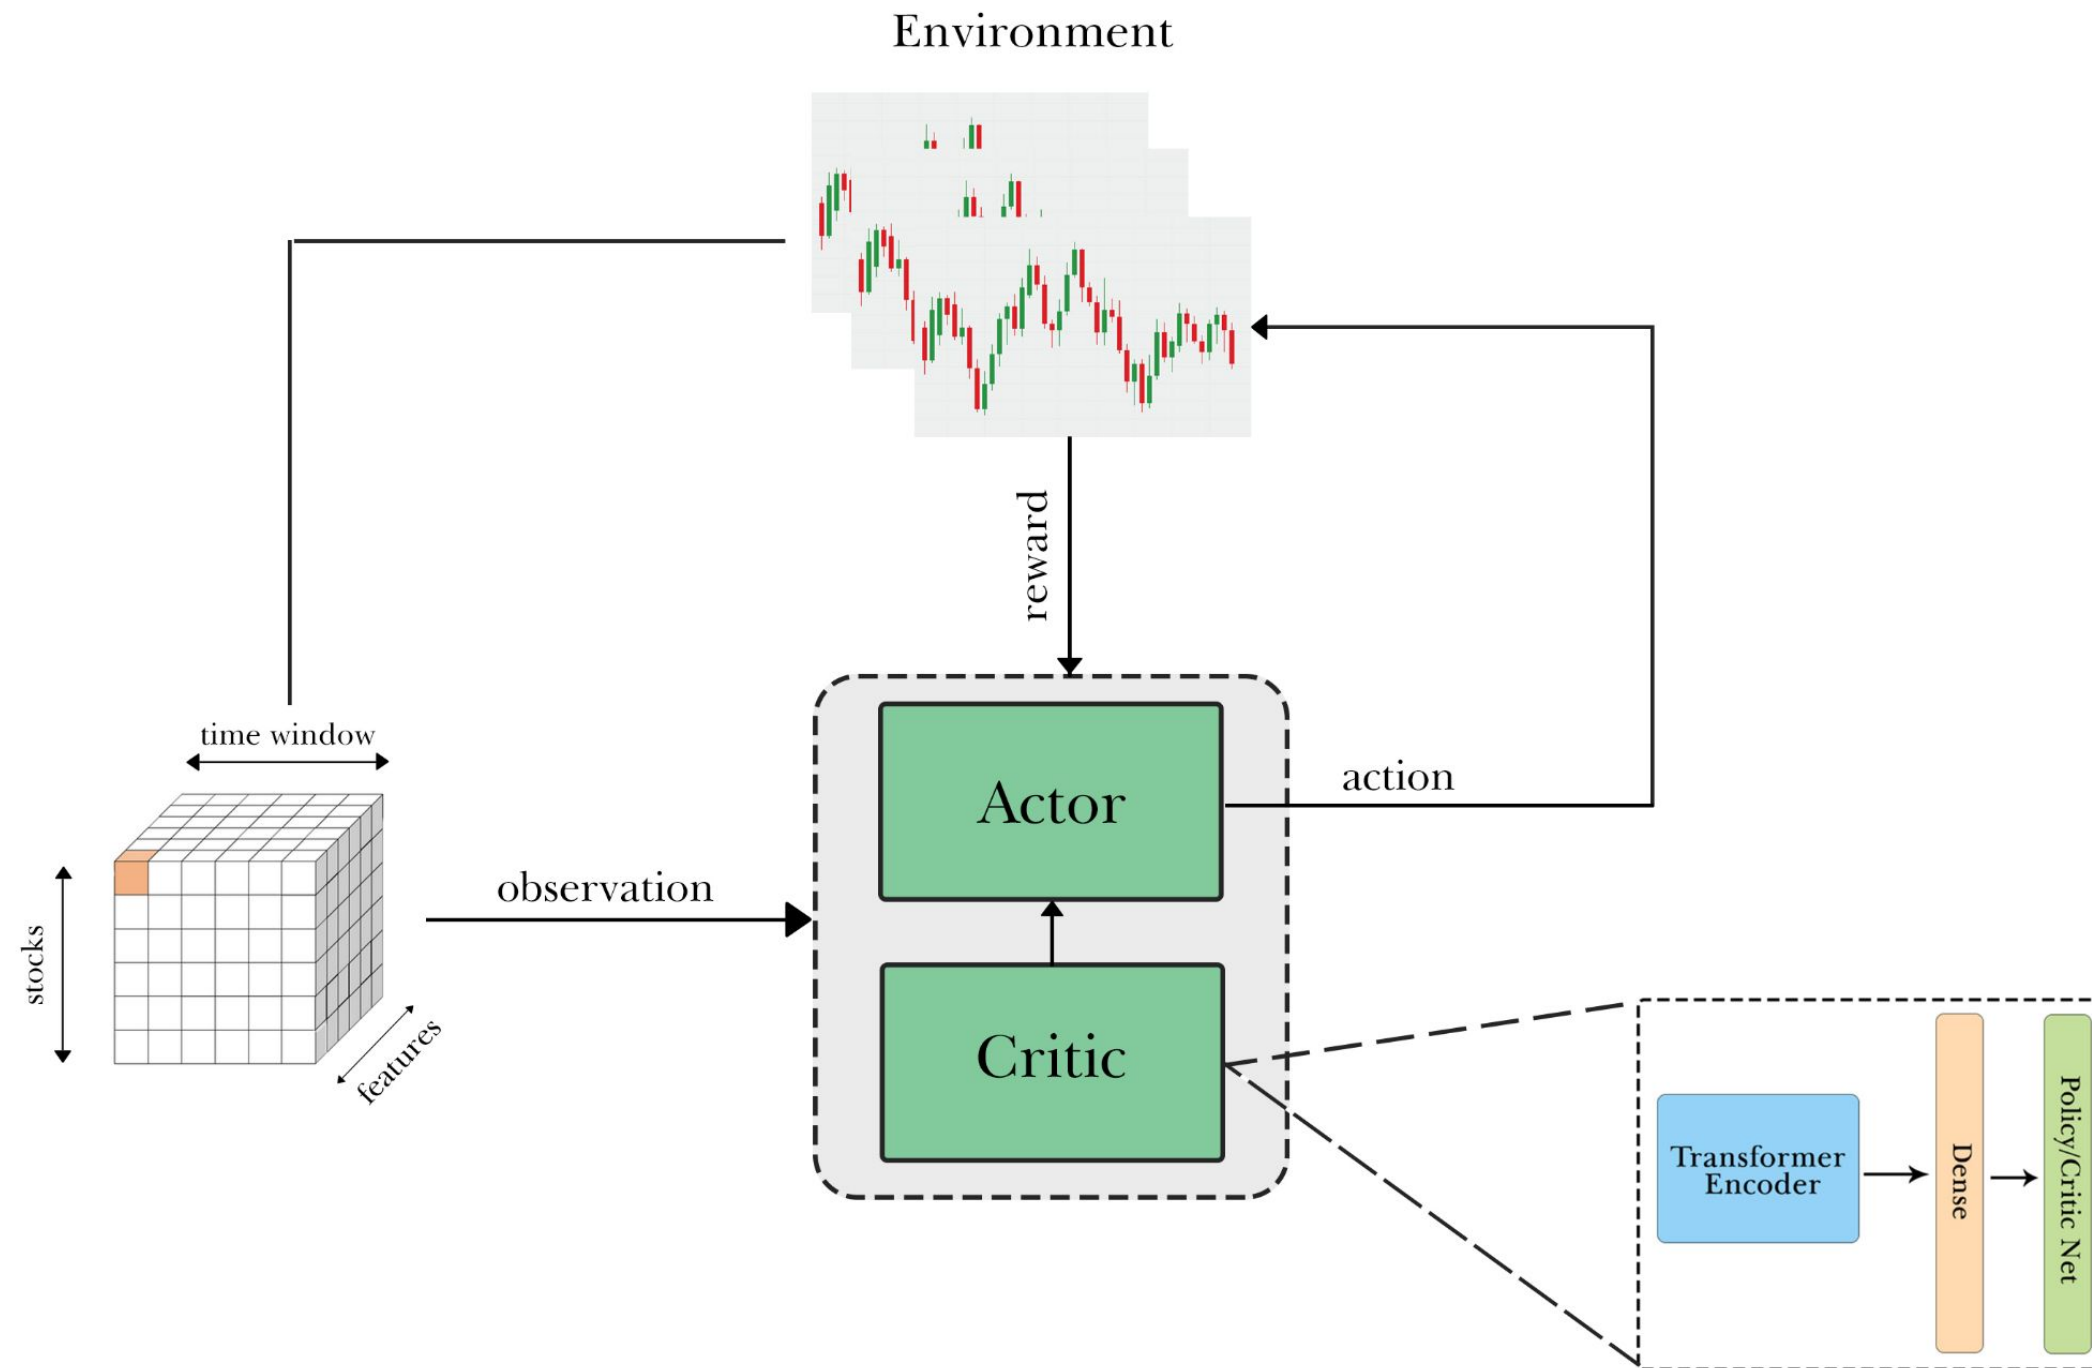 Environment
reward
time window
stocks
features
observation
Actor
action
Critic
Transformer
Encoder
Dense
Policy/Critic Net